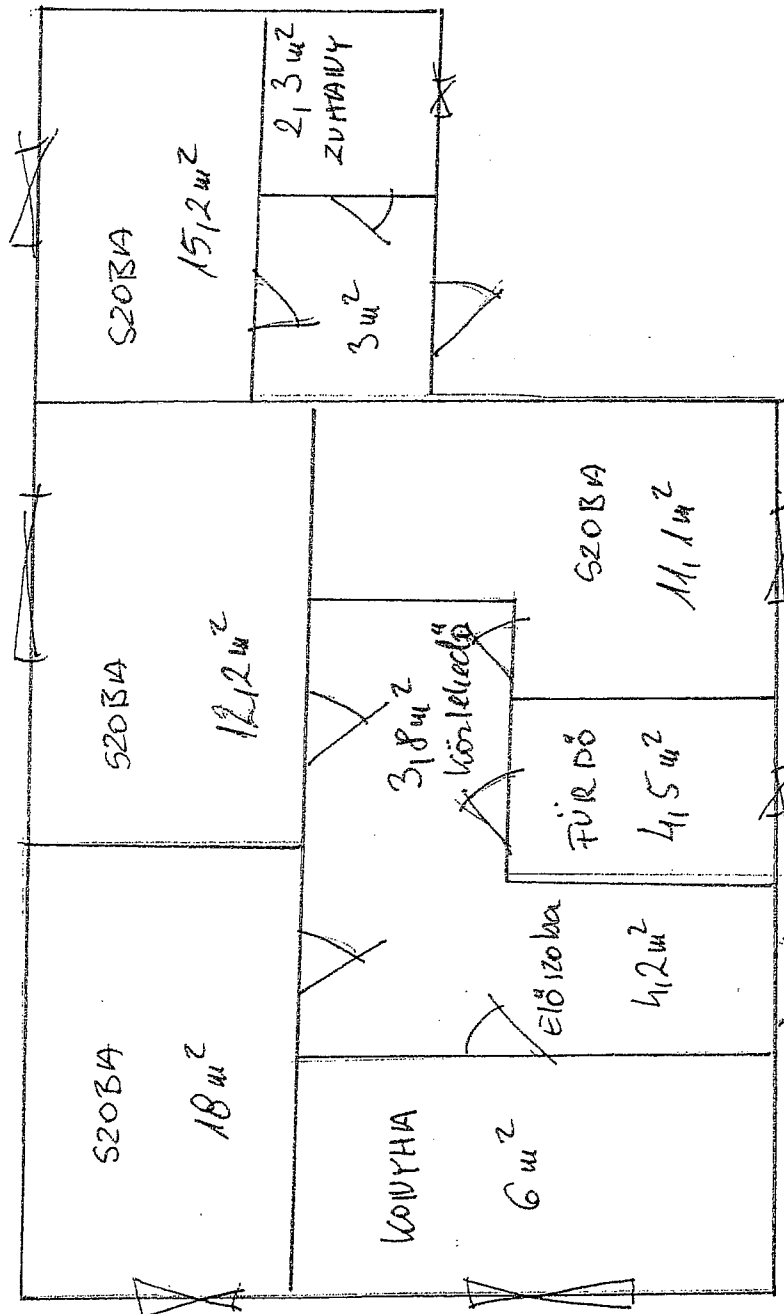 SZOBA
18 m²
SZOBA
12,2 m²
SZOBA
15,2 m²
KONYHA
6 m²
Előszoba
4,2 m²
3,8 m²
Közlekedő
FÜRDŐ
4,5 m²
SZOBA
11,1 m²
3 m²
2,3 m²
ZUHANY